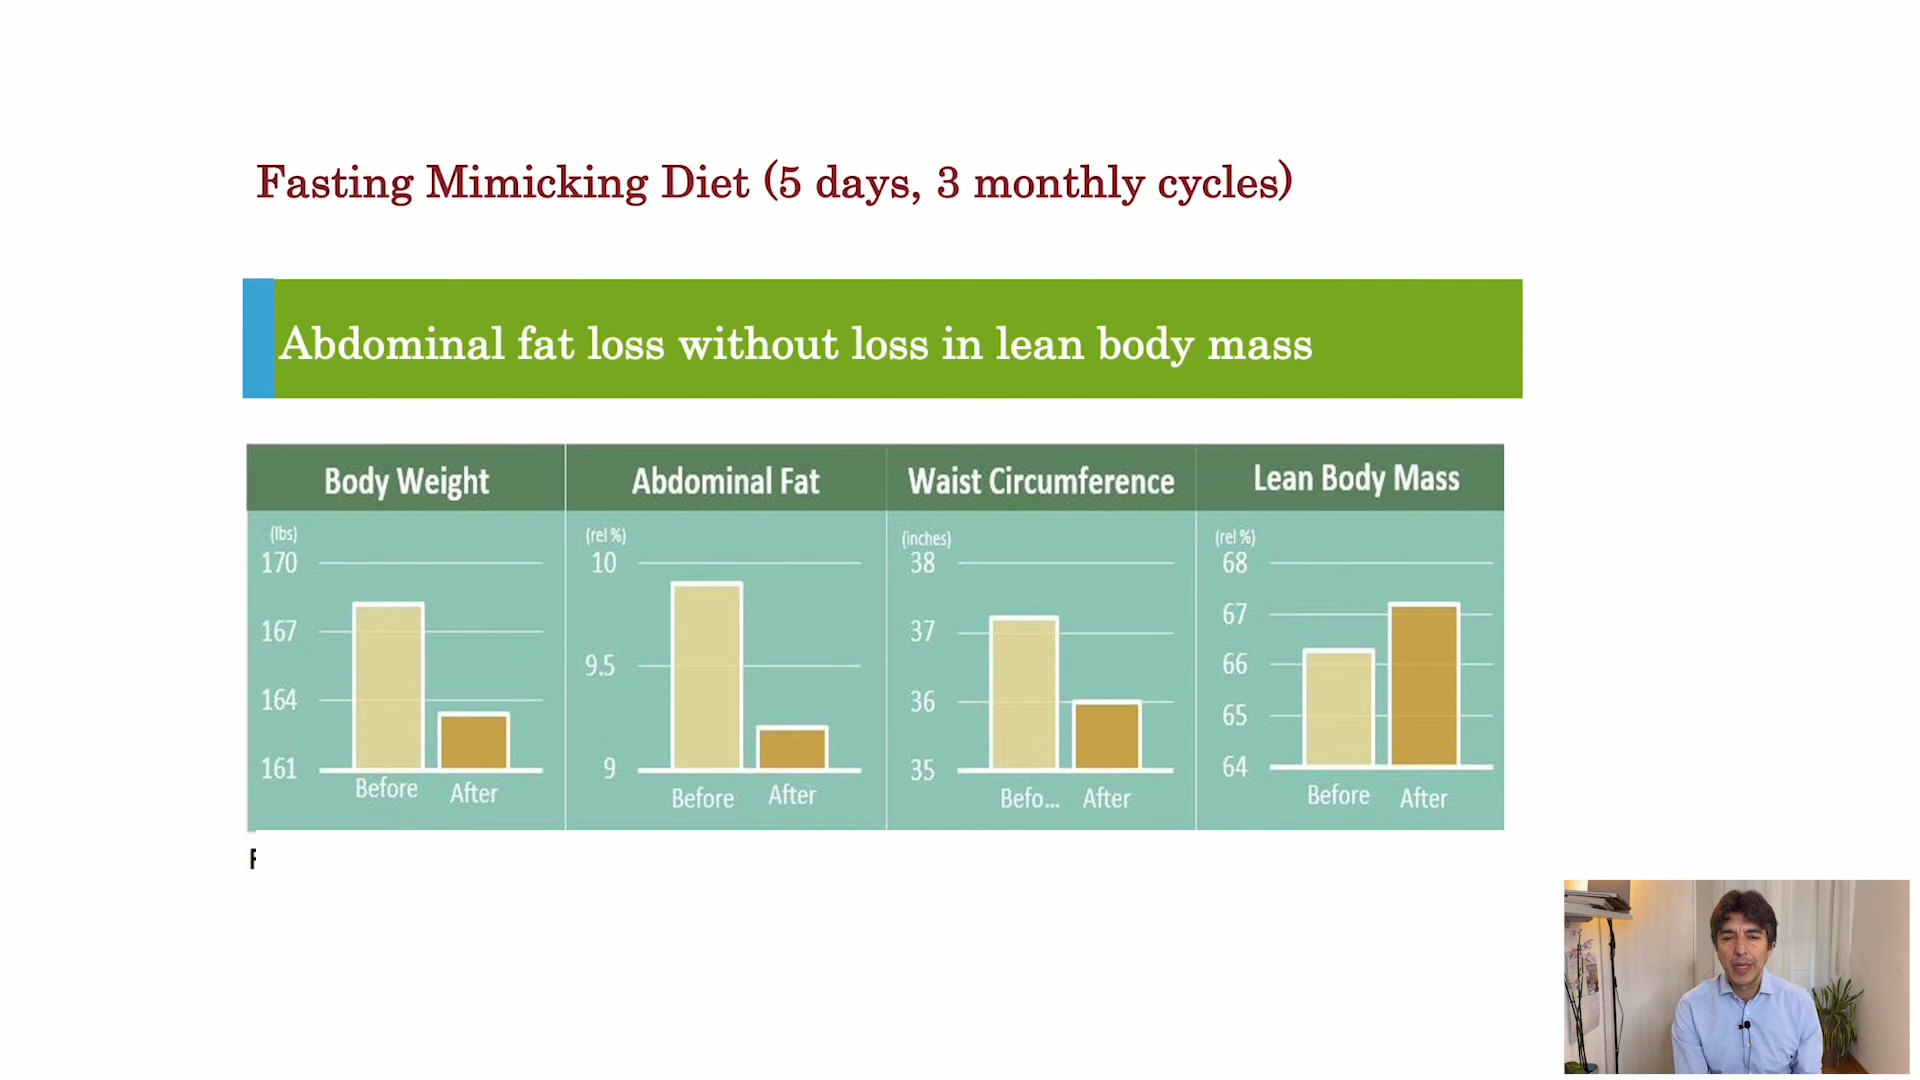 Fasting Mimicking Diet (5 days, 3 monthly cycles)
Abdominal fat loss without loss in lean body mass
Body Weight
(lbs)
170
167
164
161
Before After
Abdominal Fat
(rel %)
10
9.5
9
Before After
Waist Circumference
(inches)
38
37
36
35
Befo... After
Lean Body Mass
(rel %)
68
67
66
65
64
Before After
F